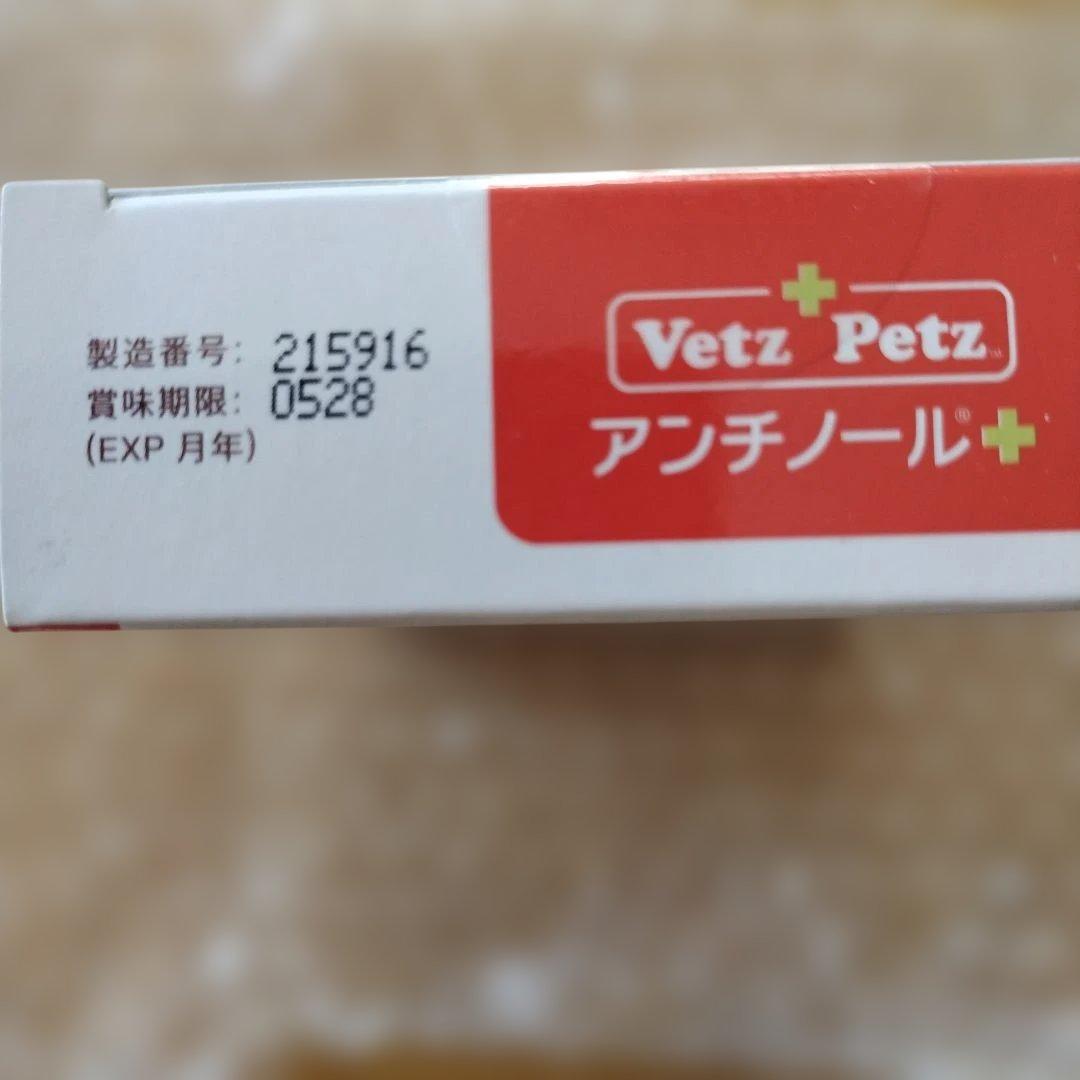 製造番号: 215916
賞味期限: 0528
(EXP 月年)
Vetz Petz™
アンチノール®+